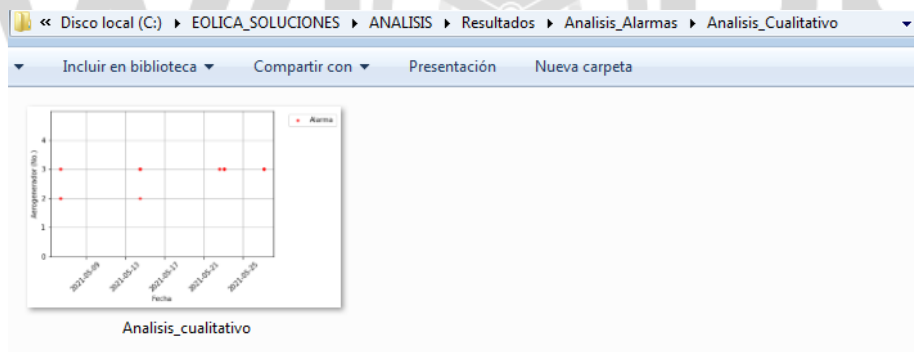 « Disco local (C:) ▸ EOLICA_SOLUCIONES ▸ ANALISIS ▸ Resultados ▸ Analisis_Alarmas ▸ Analisis_Cualitativo
Incluir en biblioteca Compartir con Presentación Nueva carpeta
Alarma
4
3
2
1
0
Aerogenerador (No.)
2021-05-09 2021-05-13 2021-05-17 2021-05-21 2021-05-25
Fecha
Analisis_cualitativo